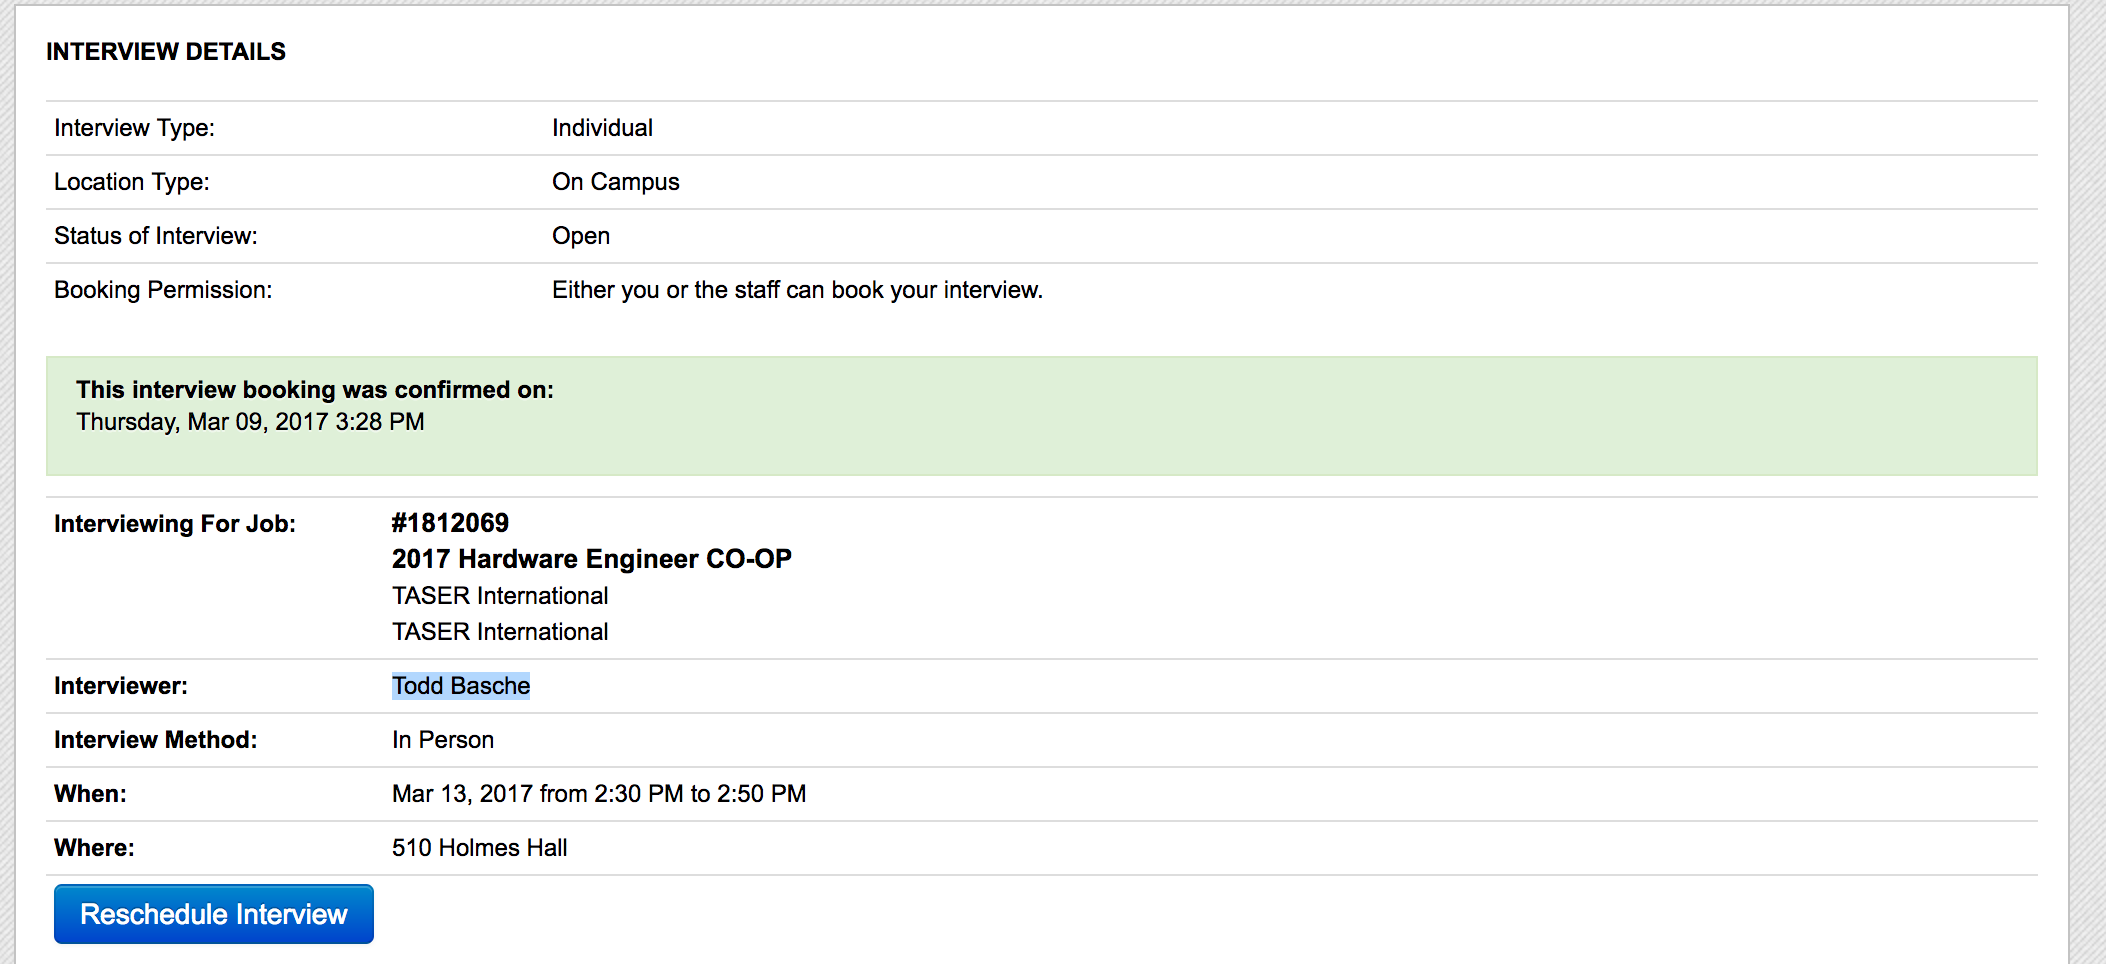 INTERVIEW DETAILS
Interview Type: Individual
Location Type: On Campus
Status of Interview: Open
Booking Permission: Either you or the staff can book your interview.
This interview booking was confirmed on:
Thursday, Mar 09, 2017 3:28 PM
Interviewing For Job: #1812069
2017 Hardware Engineer CO-OP
TASER International
TASER International
Interviewer: Todd Basche
Interview Method: In Person
When: Mar 13, 2017 from 2:30 PM to 2:50 PM
Where: 510 Holmes Hall
Reschedule Interview